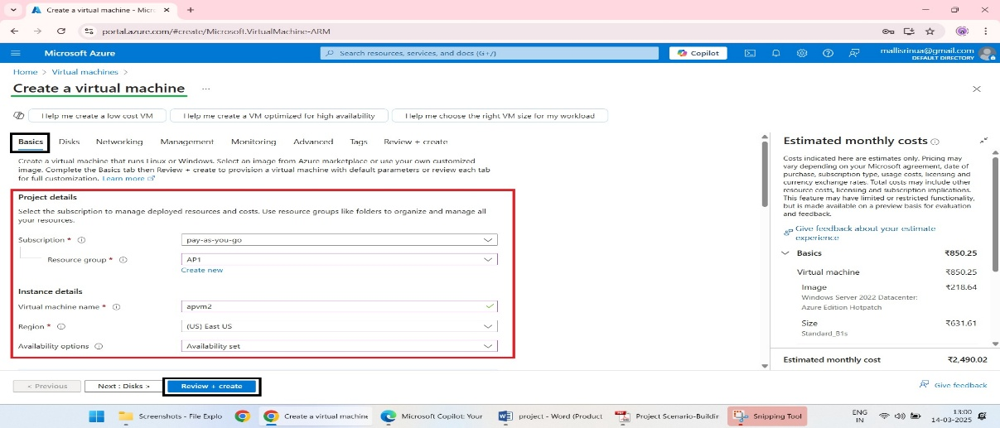 Create a virtual machine - Micr
portal.azure.com/#create/Microsoft.VirtualMachine-ARM
Microsoft Azure
Search resources, services, and docs (G+/)
Copilot
mallisrinua@gmail.com
DEFAULT DIRECTORY
Home > Virtual machines >
Create a virtual machine ...
Help me create a low cost VM
Help me create a VM optimized for high availability
Help me choose the right VM size for my workload
Basics Disks Networking Management Monitoring Advanced Tags Review + create
Create a virtual machine that runs Linux or Windows. Select an image from Azure marketplace or use your own customized
image. Complete the Basics tab then Review + create to provision a virtual machine with default parameters or review each tab
for full customization. Learn more
Project details
Select the subscription to manage deployed resources and costs. Use resource groups like folders to organize and manage all
your resources.
Subscription * pay-as-you-go
Resource group * AP1
Create new
Instance details
Virtual machine name * apvm2
Region * (US) East US
Availability options Availability set
< Previous Next : Disks > Review + create
Estimated monthly costs
Costs indicated here are estimates only. Pricing may
vary depending on your Microsoft agreement, date of
purchase, subscription type, usage costs, licensing and
currency exchange rates. Total costs may include other
resource costs, licensing and subscription implications.
This feature may have limited or restricted functionality,
but is made available on a preview basis for evaluation
and feedback.
Give feedback about your estimate
experience
Basics ₹850.25
Virtual machine ₹850.25
Image ₹218.64
Windows Server 2022 Datacenter:
Azure Edition Hotpatch
Size ₹631.61
Standard_B1s
Estimated monthly cost ₹2,490.02
Give feedback
Screenshots - File Explo
Create a virtual machine
Microsoft Copilot: Your
project - Word (Product
Project Scenario-Buildin
Snipping Tool
ENG
IN
13:00
14-03-2025